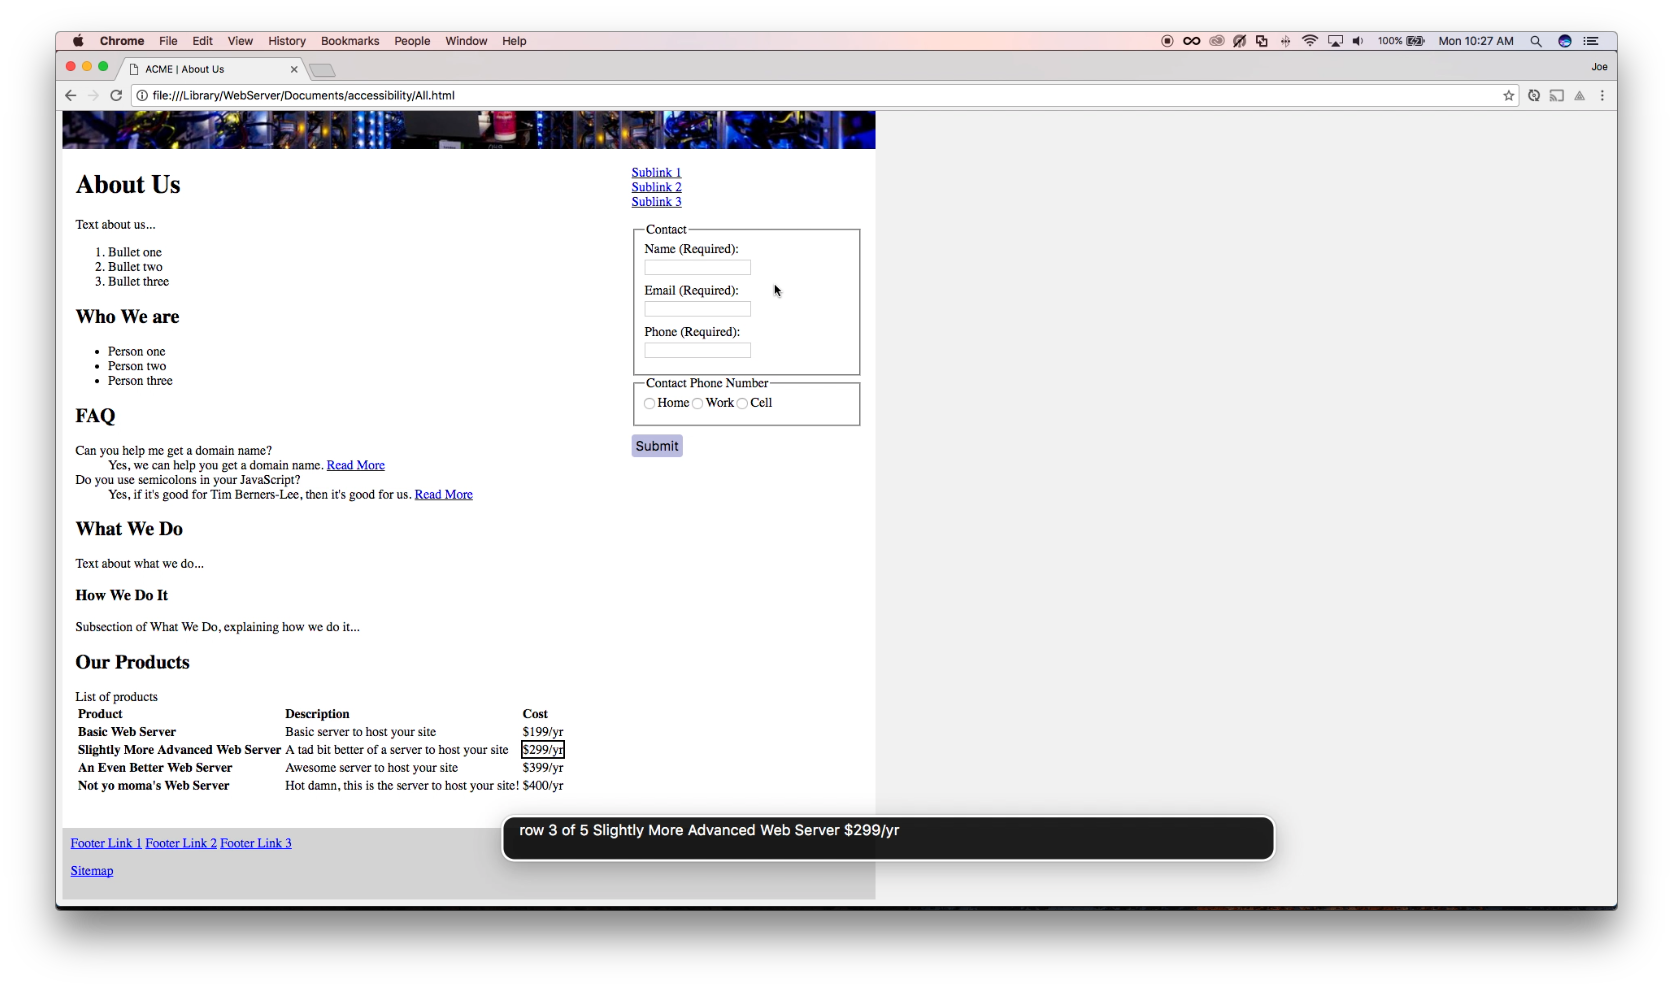 Chrome File Edit View History Bookmarks People Window Help 100% Mon 10:27 AM
ACME | About Us
Joe
file:///Library/WebServer/Documents/accessibility/All.html
About Us
Text about us...
1. Bullet one
2. Bullet two
3. Bullet three
Who We are
• Person one
• Person two
• Person three
FAQ
Can you help me get a domain name?
Yes, we can help you get a domain name. Read More
Do you use semicolons in your JavaScript?
Yes, if it's good for Tim Berners-Lee, then it's good for us. Read More
What We Do
Text about what we do...
How We Do It
Subsection of What We Do, explaining how we do it...
Our Products
List of products
Product Description Cost
Basic Web Server Basic server to host your site $199/yr
Slightly More Advanced Web Server A tad bit better of a server to host your site $299/yr
An Even Better Web Server Awesome server to host your site $399/yr
Not yo moma's Web Server Hot damn, this is the server to host your site! $400/yr
Sublink 1
Sublink 2
Sublink 3
Contact
Name (Required):
Email (Required):
Phone (Required):
Contact Phone Number
Home Work Cell
Submit
Footer Link 1 Footer Link 2 Footer Link 3
Sitemap
row 3 of 5 Slightly More Advanced Web Server $299/yr